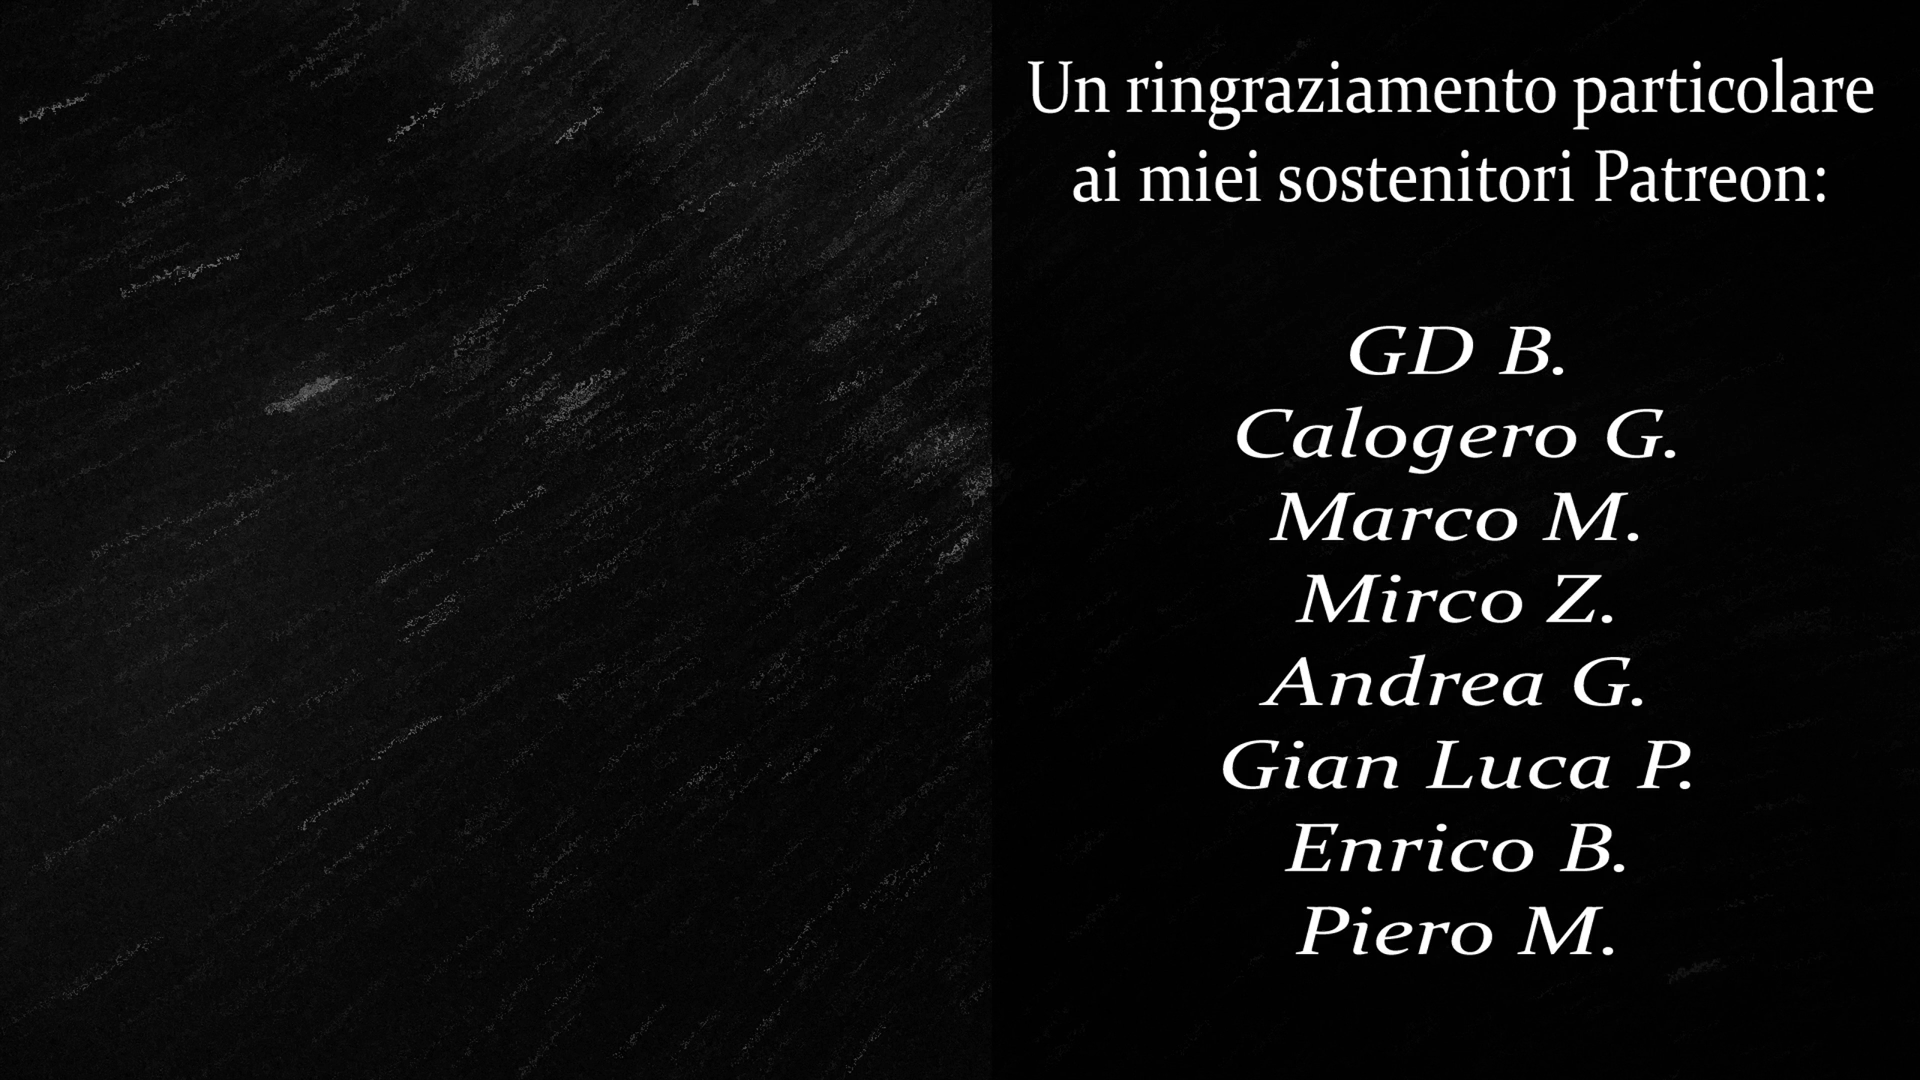 Un ringraziamento particolare
ai miei sostenitori Patreon:
GD B.
Calogero G.
Marco M.
Mirco Z.
Andrea G.
Gian Luca P.
Enrico B.
Piero M.